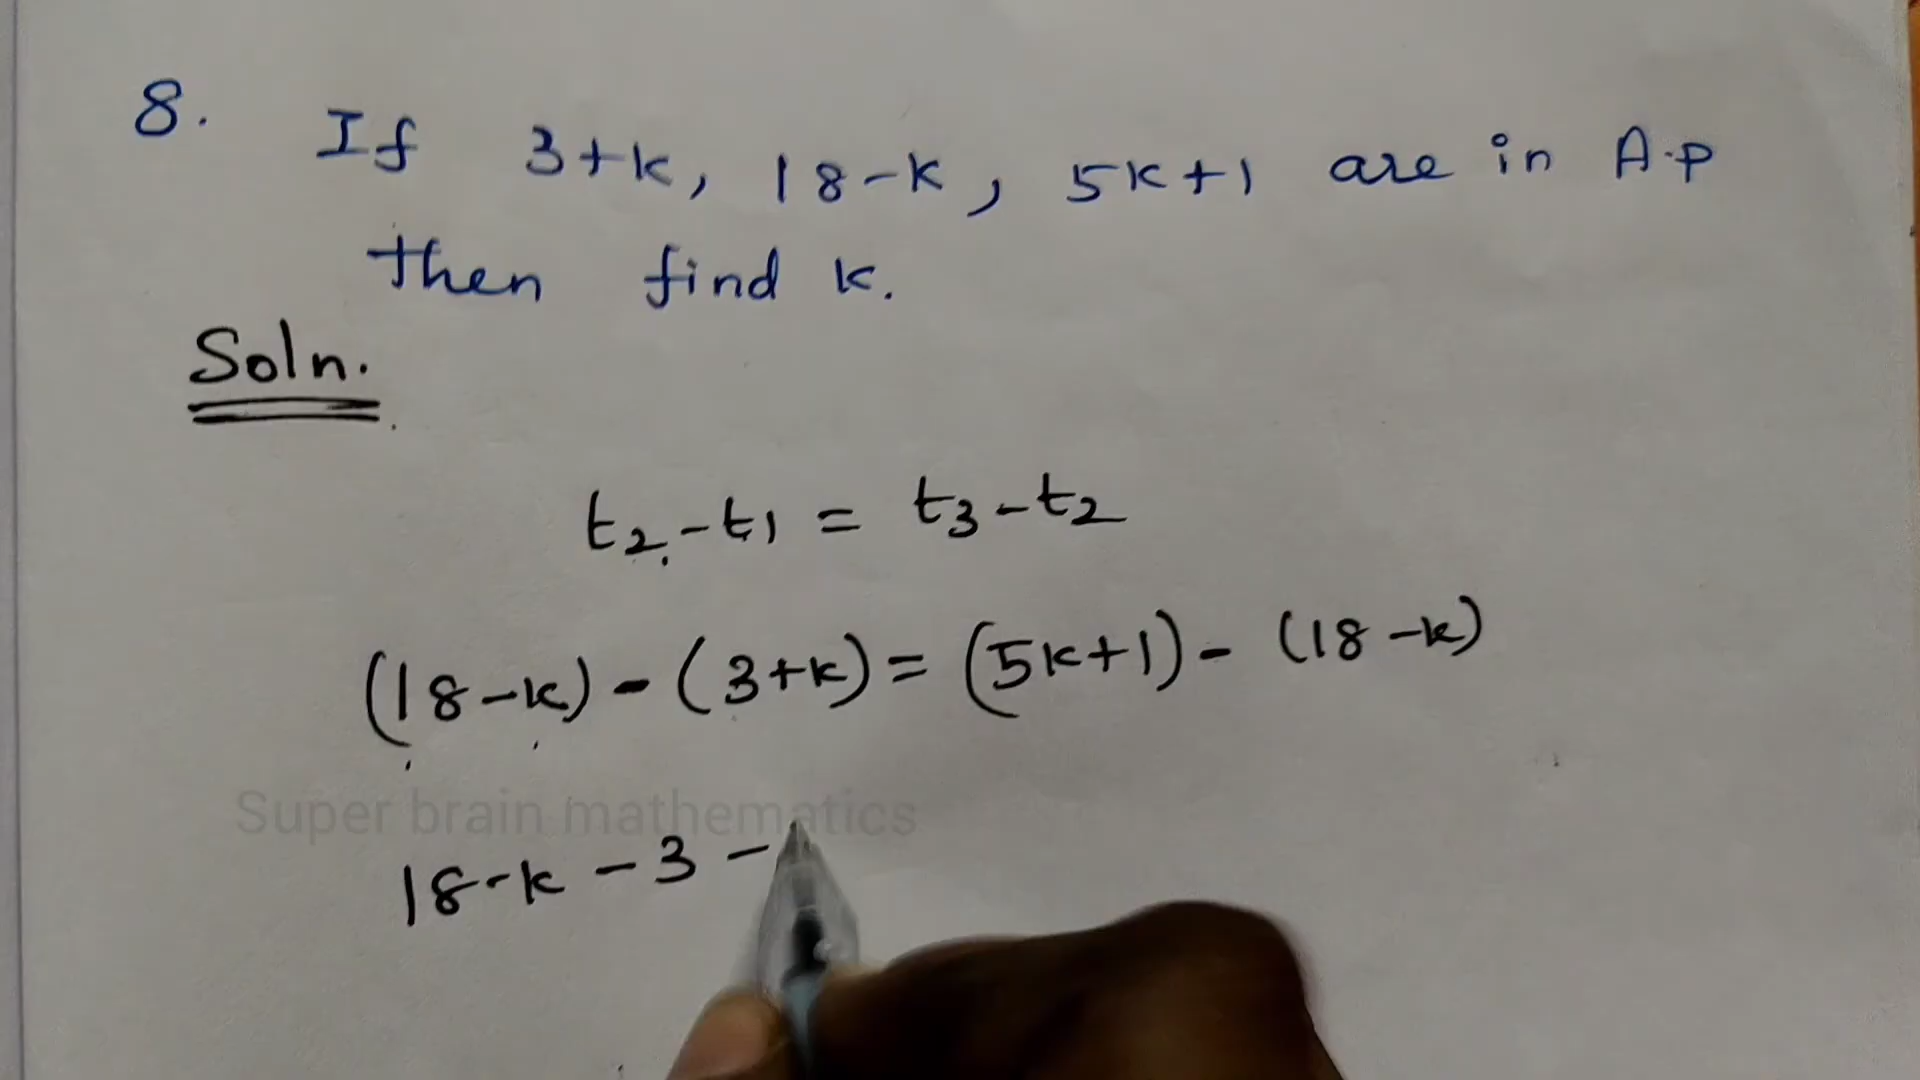 8. If 3+k, 18-k, 5k+1 are in A.P
then find k.
Soln.
t₂-t₁ = t₃-t₂
(18-k)-(3+k)=(5k+1)-(18-k)
Super brain mathematics
18-k-3-